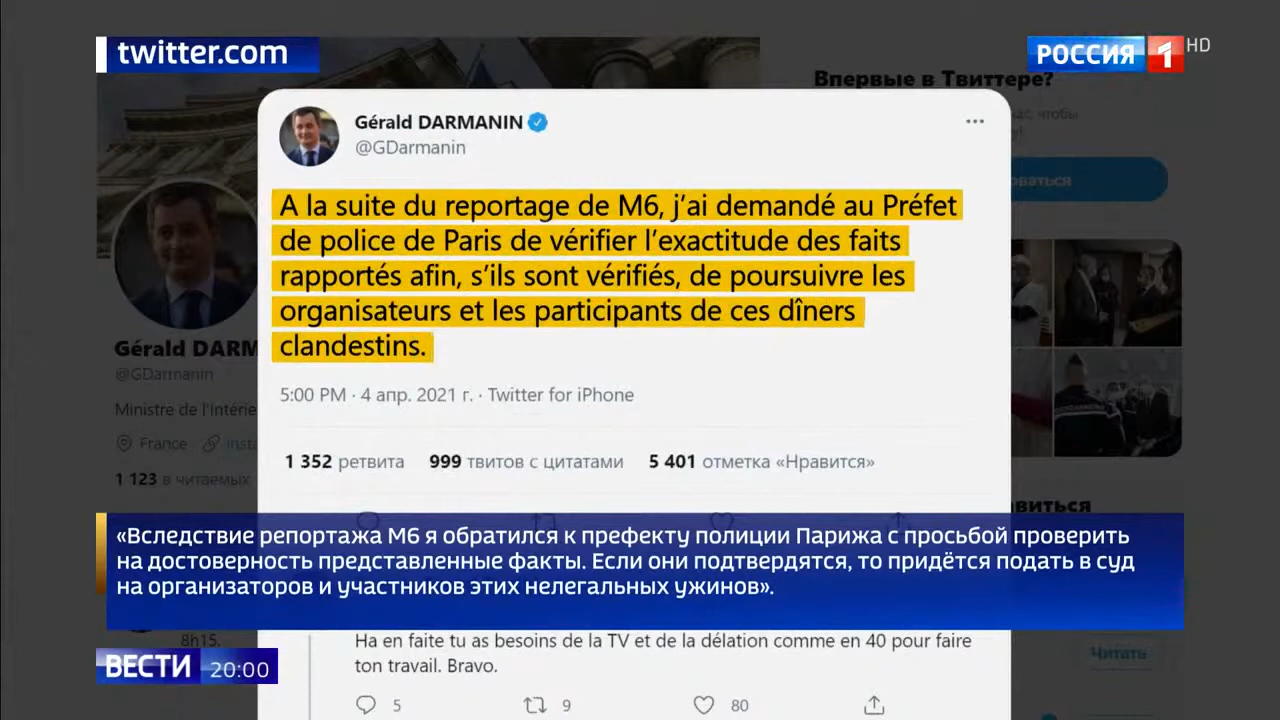 twitter.com
РОССИЯ 1 HD
Впервые в Твиттере?
чтобы
Gérald DARMANIN
@GDarmanin
A la suite du reportage de M6, j’ai demandé au Préfet
de police de Paris de vérifier l’exactitude des faits
rapportés afin, s’ils sont vérifiés, de poursuivre les
organisateurs et les participants de ces dîners
clandestins.
5:00 PM · 4 апр. 2021 г. · Twitter for iPhone
1 352 ретвита 999 твитов с цитатами 5 401 отметка «Нравится»
Gérald DARM
@GDarmanin
Ministre de l'Intérie
France insta
1 123 в читаемых
«Вследствие репортажа М6 я обратился к префекту полиции Парижа с просьбой проверить
на достоверность представленные факты. Если они подтвердятся, то придётся подать в суд
на организаторов и участников этих нелегальных ужинов».
8h15.
Ha en faite tu as besoins de la TV et de la délation comme en 40 pour faire
ton travail. Bravo.
5 9 80
Читать
ВЕСТИ 20:00